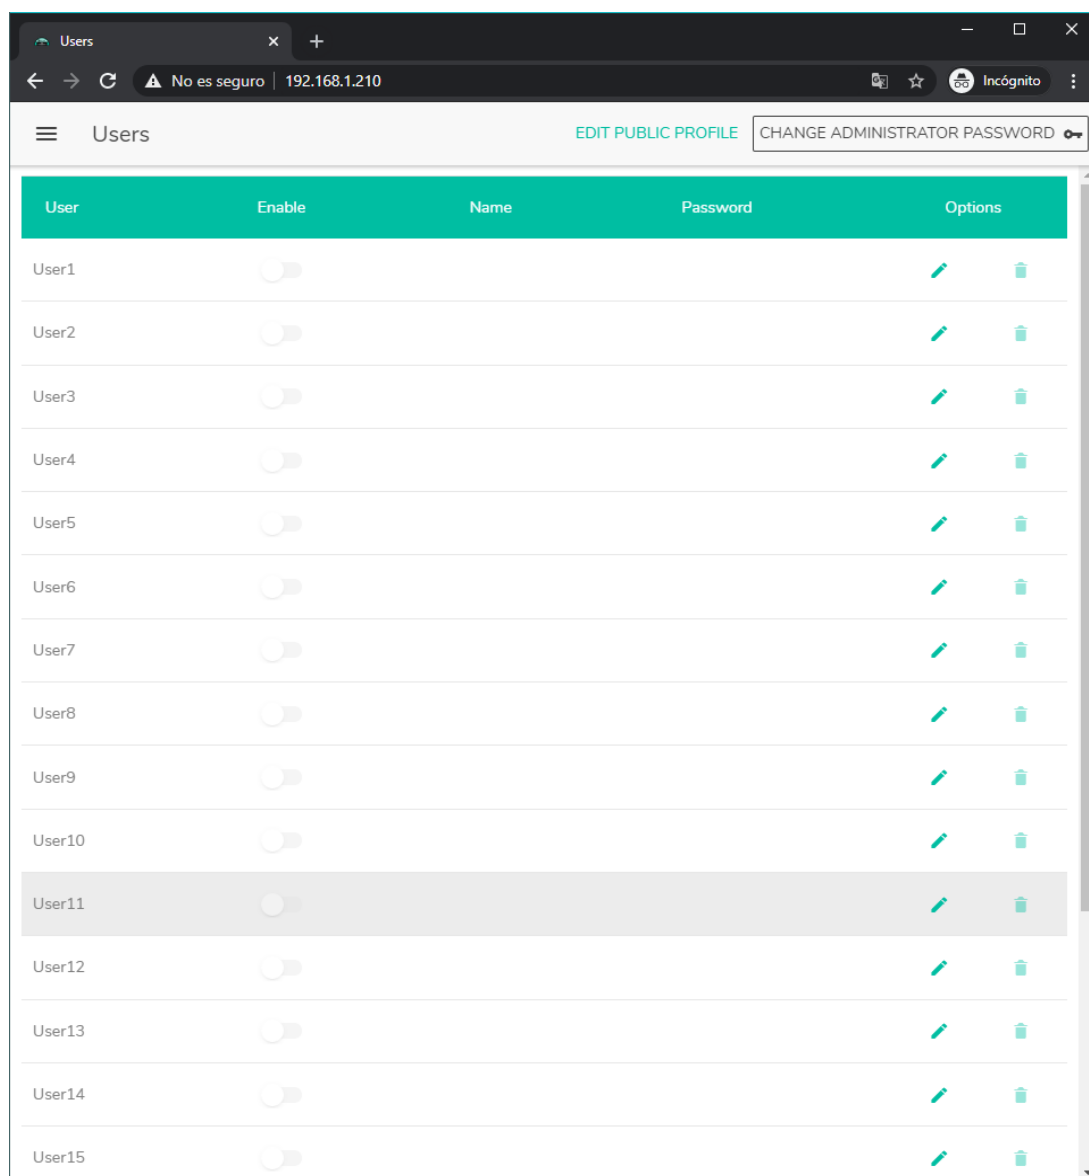 Users
No es seguro 192.168.1.210 Incógnito
Users EDIT PUBLIC PROFILE CHANGE ADMINISTRATOR PASSWORD
User Enable Name Password Options
User1
User2
User3
User4
User5
User6
User7
User8
User9
User10
User11
User12
User13
User14
User15